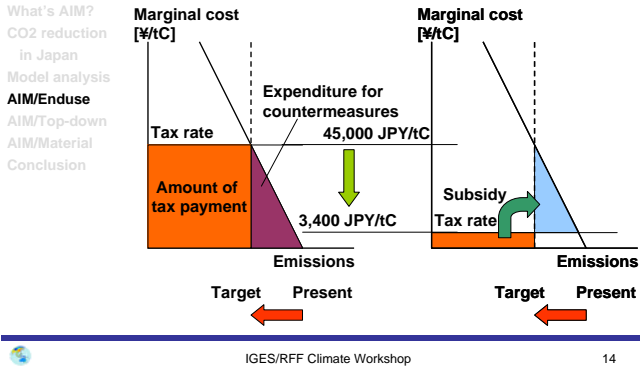 What's AIM?
CO2 reduction
in Japan
Model analysis
AIM/Enduse
AIM/Top-down
AIM/Material
Conclusion
Marginal cost
[¥/tC]
Expenditure for
countermeasures
Tax rate
45,000 JPY/tC
Amount of
tax payment
3,400 JPY/tC
Emissions
Target Present
Marginal cost
[¥/tC]
Subsidy
Tax rate
Emissions
Target Present
IGES/RFF Climate Workshop
14